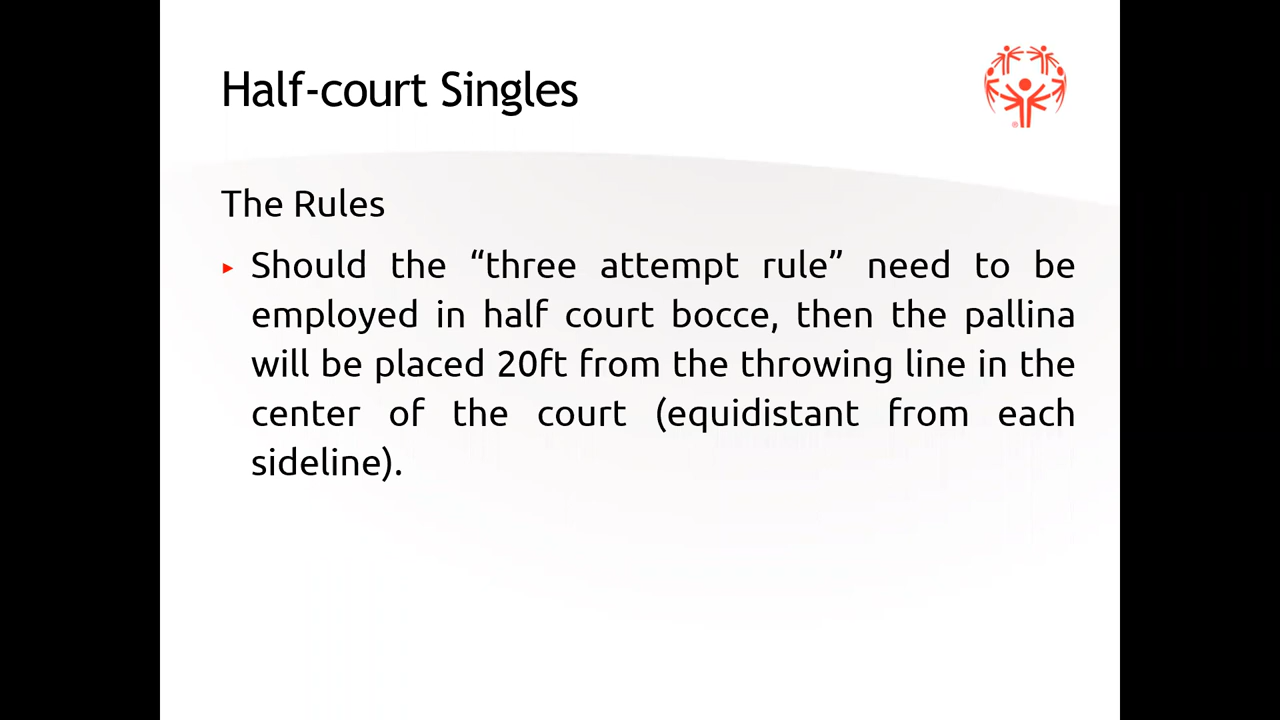 Half-court Singles
The Rules
Should the “three attempt rule” need to be
employed in half court bocce, then the pallina
will be placed 20ft from the throwing line in the
center of the court (equidistant from each
sideline).
®